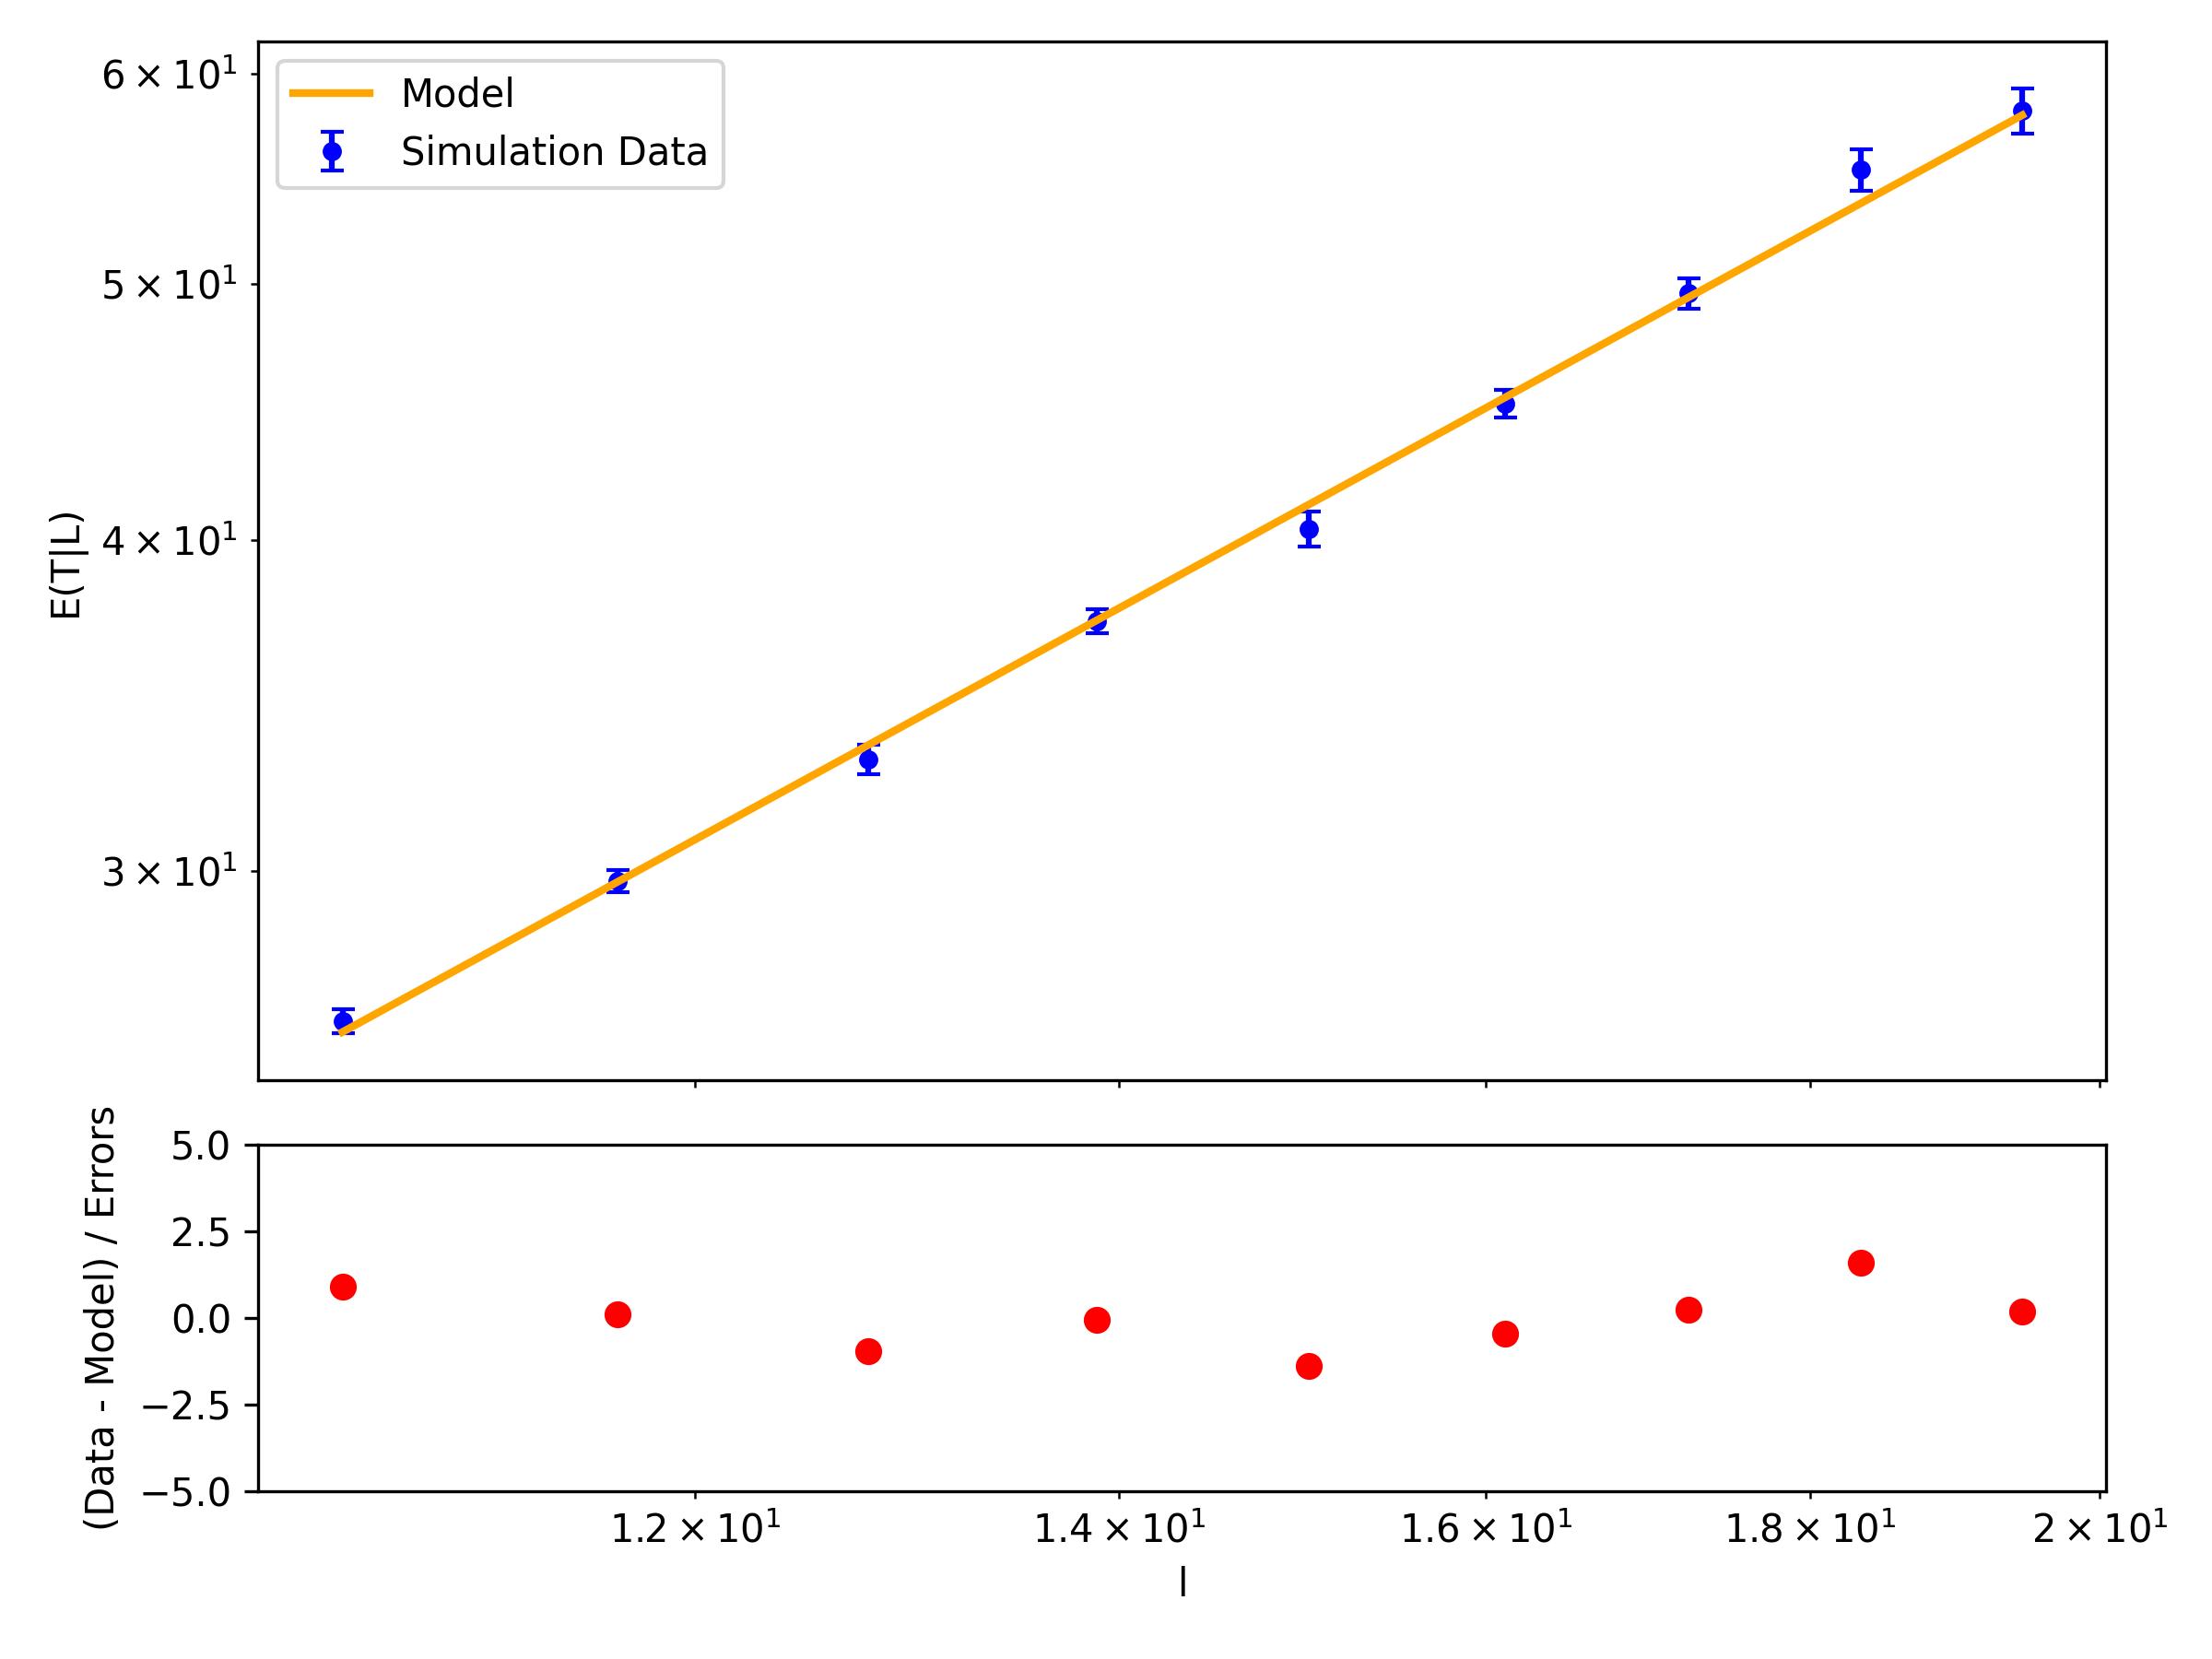 Model
Simulation Data
6 × 10¹
5 × 10¹
4 × 10¹
3 × 10¹
E(T|L)
5.0
2.5
0.0
−2.5
−5.0
(Data - Model) / Errors
1.2 × 10¹ 1.4 × 10¹ 1.6 × 10¹ 1.8 × 10¹ 2 × 10¹
l